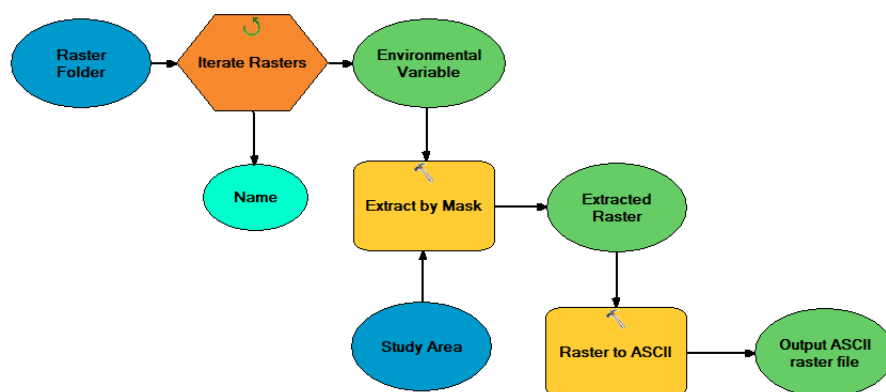 Raster
Folder
Iterate Rasters
Environmental
Variable
Name
Extract by Mask
Extracted
Raster
Study Area
Raster to ASCII
Output ASCII
raster file